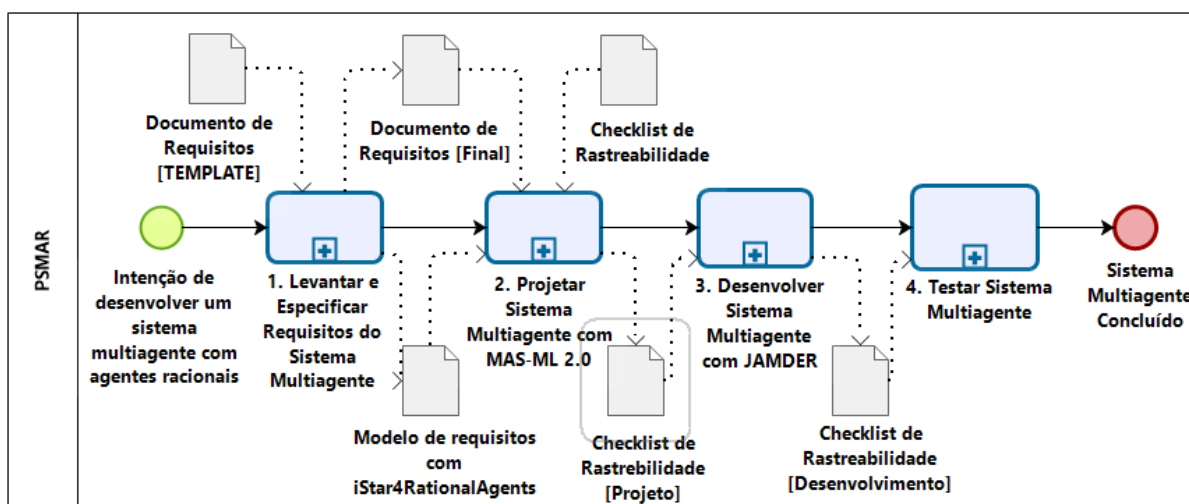 PSMAR
Documento de
Requisitos
[TEMPLATE]
Documento de
Requisitos [Final]
Checklist de
Rastreabilidade
Intenção de
desenvolver um
sistema
multiagente com
agentes racionais
1. Levantar e
Especificar
Requisitos do
Sistema
Multiagente
2. Projetar
Sistema
Multiagente com
MAS-ML 2.0
3. Desenvolver
Sistema
Multiagente
com JAMDER
4. Testar Sistema
Multiagente
Sistema
Multiagente
Concluído
Modelo de requisitos
com
iStar4RationalAgents
Checklist de
Rastrebilidade
[Projeto]
Checklist de
Rastreabilidade
[Desenvolvimento]